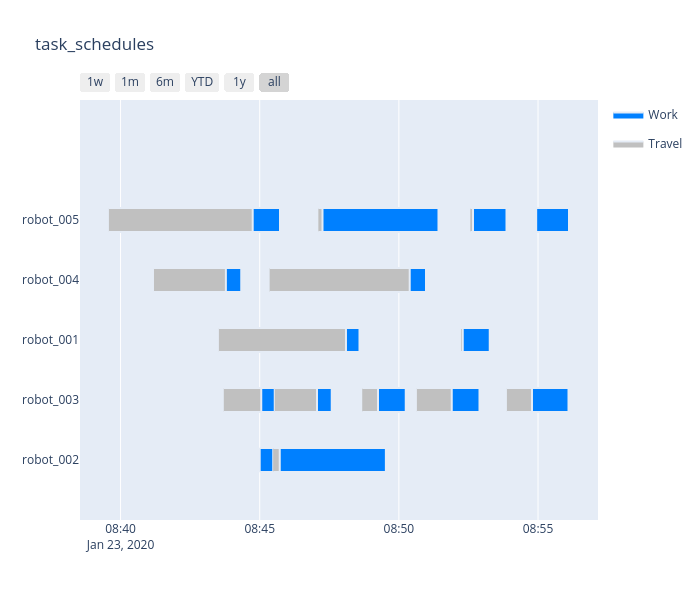 task_schedules
1w 1m 6m YTD 1y all
Work
Travel
robot_005
robot_004
robot_001
robot_003
robot_002
08:40 08:45 08:50 08:55
Jan 23, 2020